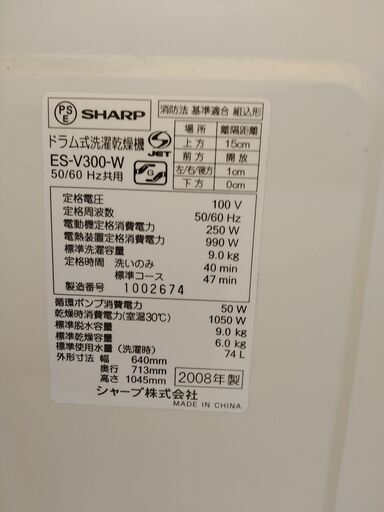 PS
E
SHARP
消防法 基準適合 組込形
ドラム式洗濯乾燥機
ES-V300-W
50/60 Hz共用
S
JET
G
場所 離隔距離
上方 15cm
前方 開放
左/右/後方 1cm
下方 0cm
定格電圧 100 V
定格周波数 50/60 Hz
電動機定格消費電力 250 W
電熱装置定格消費電力 990 W
標準洗濯容量 9.0 kg
定格時間 洗いのみ 40 min
標準コース 47 min
製造番号 1002674
循環ポンプ消費電力 50 W
乾燥時消費電力(室温30℃) 1050 W
標準脱水容量 9.0 kg
標準乾燥容量 6.0 kg
標準使用水量(洗濯時) 74 L
外形寸法 幅 640mm
奥行 713mm
高さ 1045mm
2008年製
シャープ株式会社
MADE IN CHINA